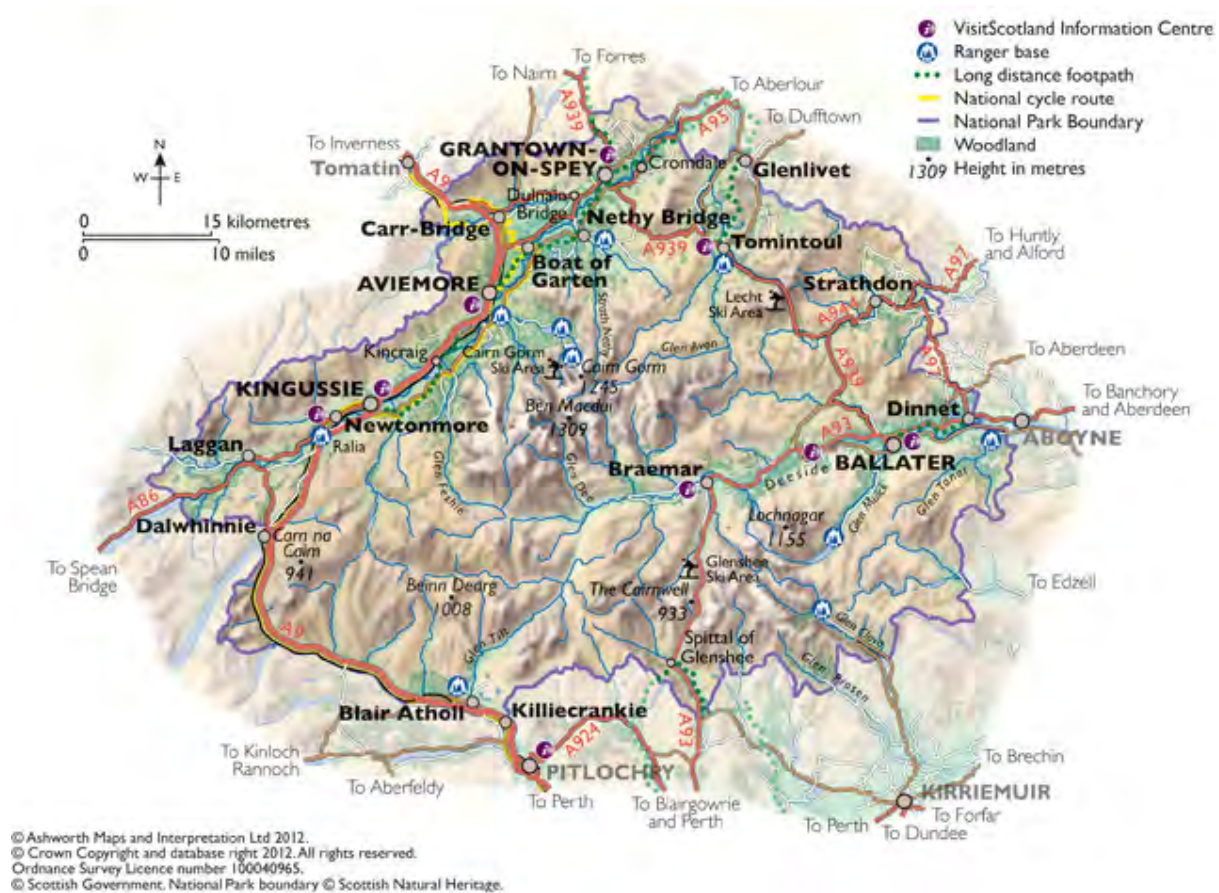 VisitScotland Information Centre
Ranger base
Long distance footpath
National cycle route
National Park Boundary
Woodland
1309 Height in metres
To Forres
To Nairn
To Aberlour
A939
A95
To Dufftown
N
W E
To Inverness
Tomatin
A9
GRANTOWN-
ON-SPEY
Cromdale
Glenlivet
0 15 kilometres
0 10 miles
Dulnain
Bridge
Nethy Bridge
Carr-Bridge
A939
Tomintoul
To Huntly
and Alford
A97
Boat of
Garten
AVIEMORE
Strathdon
Lecht
Ski Area
A944
Strath Nethy
Kincraig
Cairn Gorm
Ski Area
Glen Avon
Cairn Gorm
1245
A939
A97
To Aberdeen
KINGUSSIE
Ben Macdui
1309
To Banchory
and Aberdeen
Newtonmore
Dinnet
A93
ABOYNE
Laggan
Ralia
BALLATER
Braemar
Deeside
Glen Feshie
Glen Dee
Glen Muick
Glen Tanar
A86
Lochnagar
1155
Dalwhinnie
Carn na
Caim
941
To Spean
Bridge
Glenshee
Ski Area
To Edzell
Beinn Dearg
1008
The Cairnwell
933
A9
Glen Tilt
Glen Clova
Spittal of
Glenshee
Glen Prosen
Blair Atholl
Killiecrankie
A924
A93
To Kinloch
Rannoch
PITLOCHRY
To Brechin
To Aberfeldy
KIRRIEMUIR
To Perth
To Blairgowrie
and Perth
To Perth
To Forfar
To Dundee
© Ashworth Maps and Interpretation Ltd 2012.
© Crown Copyright and database right 2012. All rights reserved.
Ordnance Survey Licence number 100040965.
© Scottish Government. National Park boundary © Scottish Natural Heritage.